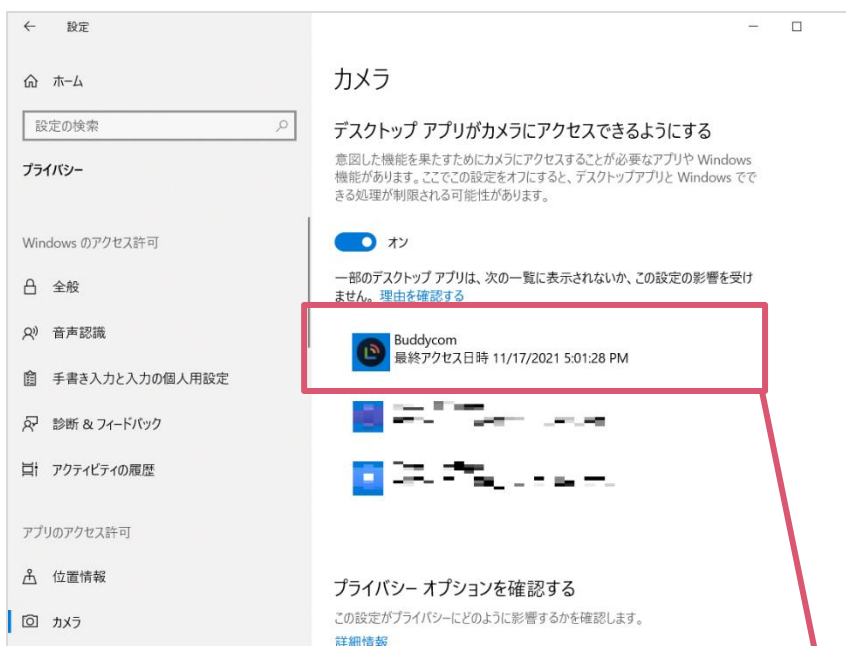 設定
ホーム
設定の検索
プライバシー
Windows のアクセス許可
全般
音声認識
手書き入力と入力の個人用設定
診断 & フィードバック
アクティビティの履歴
アプリのアクセス許可
位置情報
カメラ
カメラ
デスクトップ アプリがカメラにアクセスできるようにする
意図した機能を果たすためにカメラにアクセスすることが必要なアプリや Windows
機能があります。ここでこの設定をオフにすると、デスクトップアプリと Windows でで
きる処理が制限される可能性があります。
オン
一部のデスクトップ アプリは、次の一覧に表示されないか、この設定の影響を受け
ません。 理由を確認する
Buddycom
最終アクセス日時 11/17/2021 5:01:28 PM
プライバシー オプションを確認する
この設定がプライバシーにどのように影響するかを確認します。
詳細情報